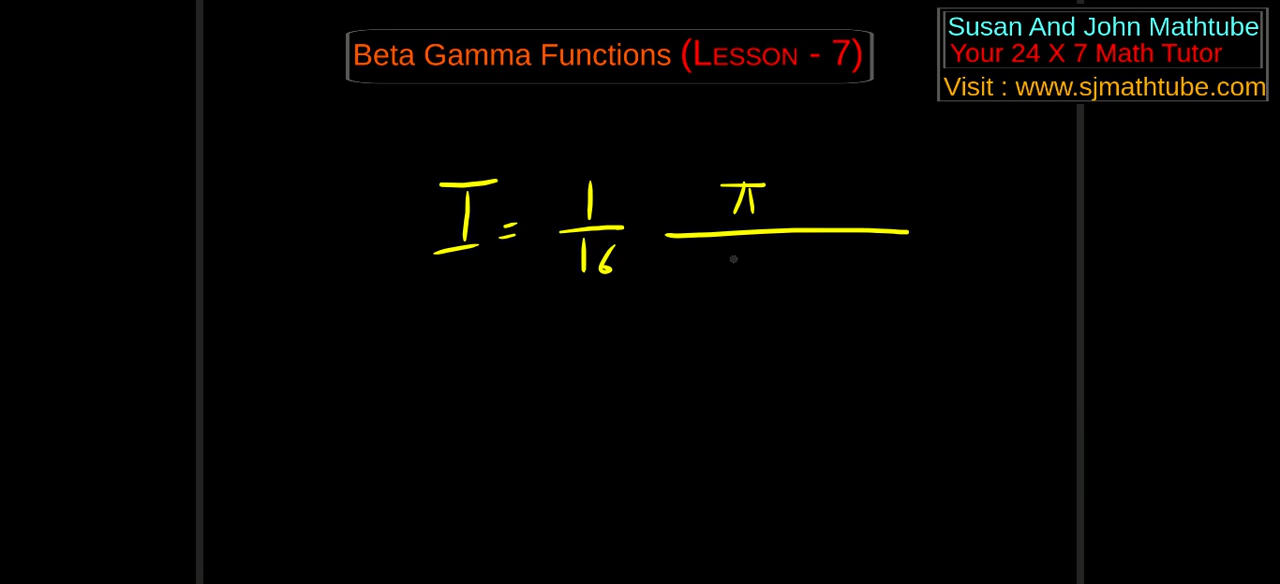 Beta Gamma Functions (Lesson - 7)
Susan And John Mathtube
Your 24 X 7 Math Tutor
Visit : www.sjmathtube.com
I = 1/16 π/